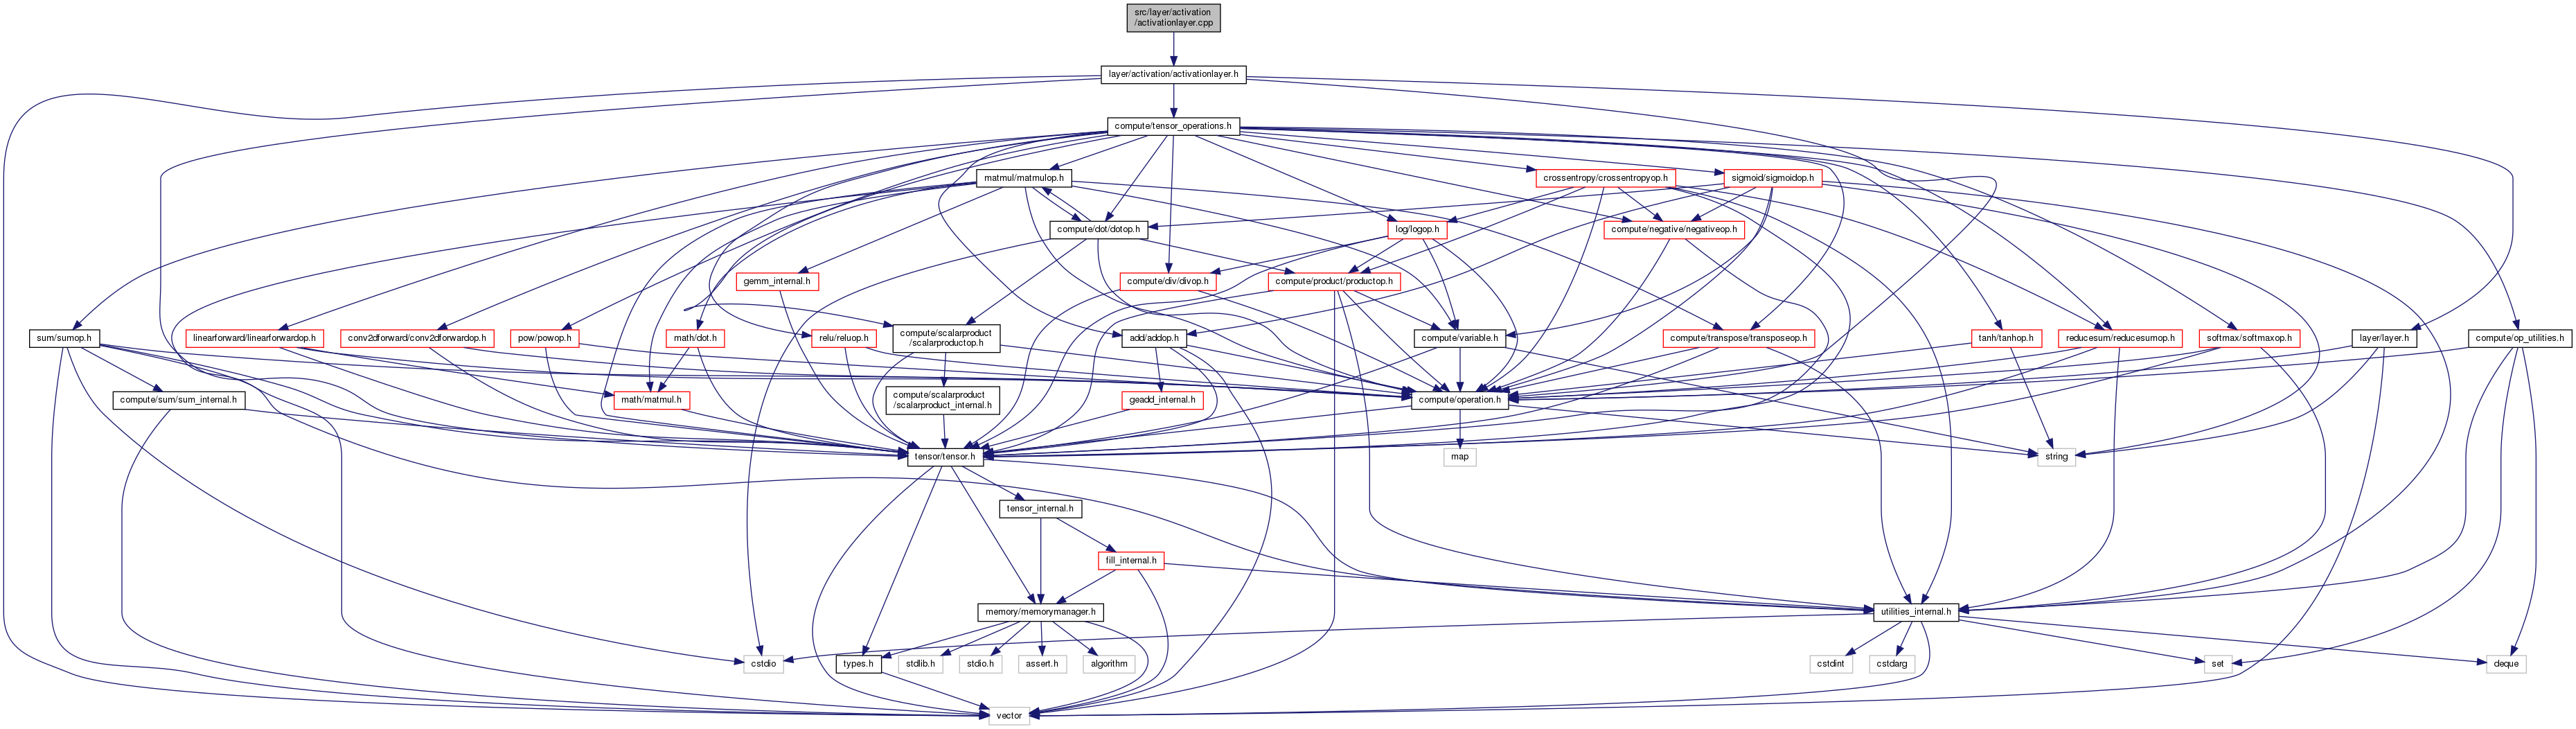 src/layer/activation
/activationlayer.cpp
layer/activation/activationlayer.h
compute/tensor_operations.h
matmul/matmulop.h
crossentropy/crossentropyop.h
sigmoid/sigmoidop.h
compute/dot/dotop.h
log/logop.h
compute/negative/negativeop.h
gemm_internal.h
compute/div/divop.h
compute/product/productop.h
sum/sumop.h
linearforward/linearforwardop.h
conv2dforward/conv2dforwardop.h
pow/powop.h
math/dot.h
relu/reluop.h
compute/scalarproduct
/scalarproductop.h
add/addop.h
compute/variable.h
compute/transpose/transposeop.h
tanh/tanhop.h
reducesum/reducesumop.h
softmax/softmaxop.h
layer/layer.h
compute/op_utilities.h
compute/sum/sum_internal.h
math/matmul.h
compute/scalarproduct
/scalarproduct_internal.h
geadd_internal.h
compute/operation.h
tensor/tensor.h
map
string
tensor_internal.h
fill_internal.h
memory/memorymanager.h
utilities_internal.h
cstdio
types.h
stdlib.h
stdio.h
assert.h
algorithm
cstdint
cstdarg
set
deque
vector